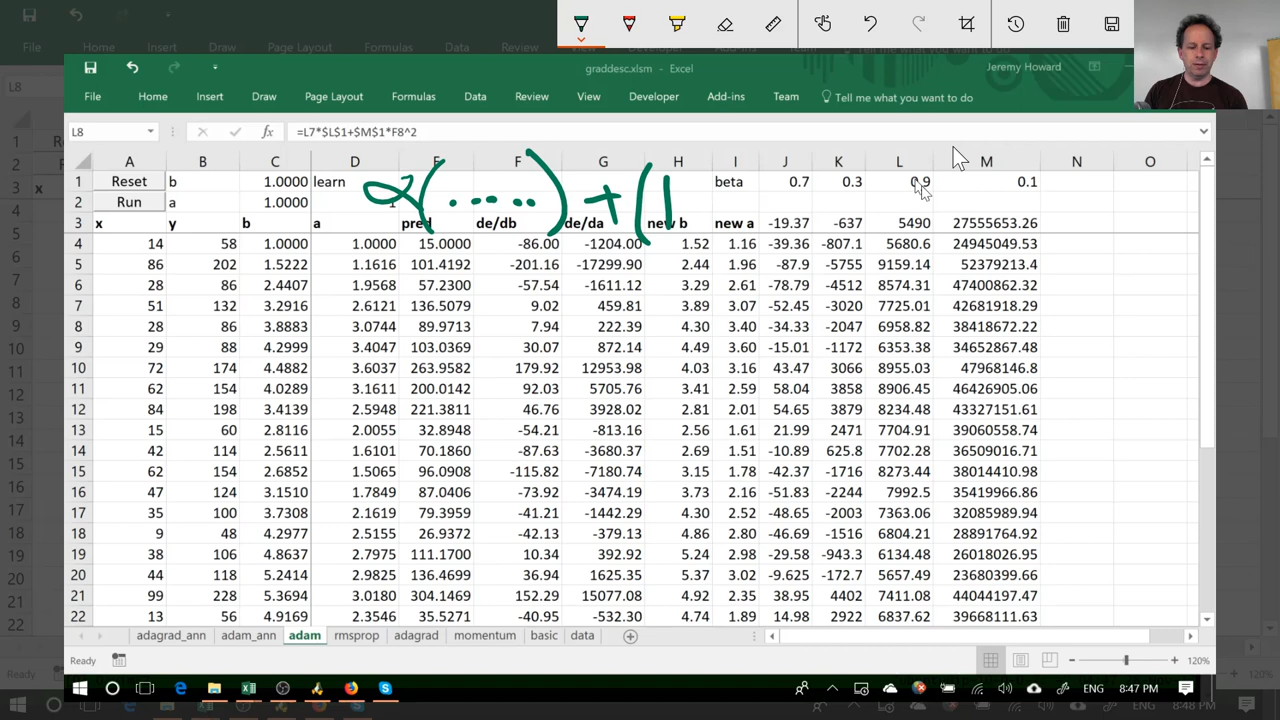 graddesc.xlsm - Excel
Jeremy Howard
File Home Insert Draw Page Layout Formulas Data Review View Developer Add-ins Team Tell me what you want to do
L8 fx =L7*$L$1+$M$1*F8^2
A B C D E F G H I J K L M N O
1 Reset b 1.0000 learn beta 0.7 0.3 0.9 0.1
α(....) + (1
2 Run a 1.0000 1
3 x y b a pred de/db de/da new b new a -19.37 -637 5490 27555653.26
4 14 58 1.0000 1.0000 15.0000 -86.00 -1204.00 1.52 1.16 -39.36 -807.1 5680.6 24945049.53
5 86 202 1.5222 1.1616 101.4192 -201.16 -17299.90 2.44 1.96 -87.9 -5755 9159.14 52379213.4
6 28 86 2.4407 1.9568 57.2300 -57.54 -1611.12 3.29 2.61 -78.79 -4512 8574.31 47400862.32
7 51 132 3.2916 2.6121 136.5079 9.02 459.81 3.89 3.07 -52.45 -3020 7725.01 42681918.29
8 28 86 3.8883 3.0744 89.9713 7.94 222.39 4.30 3.40 -34.33 -2047 6958.82 38418672.22
9 29 88 4.2999 3.4047 103.0369 30.07 872.14 4.49 3.60 -15.01 -1172 6353.38 34652867.48
10 72 174 4.4882 3.6037 263.9582 179.92 12953.98 4.03 3.16 43.47 3066 8955.03 47968146.8
11 62 154 4.0289 3.1611 200.0142 92.03 5705.76 3.41 2.59 58.04 3858 8906.45 46426905.06
12 84 198 3.4139 2.5948 221.3811 46.76 3928.02 2.81 2.01 54.65 3879 8234.48 43327151.61
13 15 60 2.8116 2.0055 32.8948 -54.21 -813.16 2.56 1.61 21.99 2471 7704.91 39060558.74
14 42 114 2.5611 1.6101 70.1860 -87.63 -3680.37 2.69 1.51 -10.89 625.8 7702.28 36509016.71
15 62 154 2.6852 1.5065 96.0908 -115.82 -7180.74 3.15 1.78 -42.37 -1716 8273.44 38014410.98
16 47 124 3.1510 1.7849 87.0406 -73.92 -3474.19 3.73 2.16 -51.83 -2244 7992.5 35419966.86
17 35 100 3.7308 2.1619 79.3959 -41.21 -1442.29 4.30 2.52 -48.65 -2003 7363.06 32085989.94
18 9 48 4.2977 2.5155 26.9372 -42.13 -379.13 4.86 2.80 -46.69 -1516 6804.21 28891764.92
19 38 106 4.8637 2.7975 111.1700 10.34 392.92 5.24 2.98 -29.58 -943.3 6134.48 26018026.95
20 44 118 5.2414 2.9825 136.4699 36.94 1625.35 5.37 3.02 -9.625 -172.7 5657.49 23680399.66
21 99 228 5.3694 3.0180 304.1469 152.29 15077.08 4.92 2.35 38.95 4402 7411.08 44044197.47
22 13 56 4.9169 2.3546 35.5271 -40.95 -532.30 4.74 1.89 14.98 2922 6837.62 39668111.63
adagrad_ann adam_ann adam rmsprop adagrad momentum basic data
Ready 120%
ENG 8:47 PM